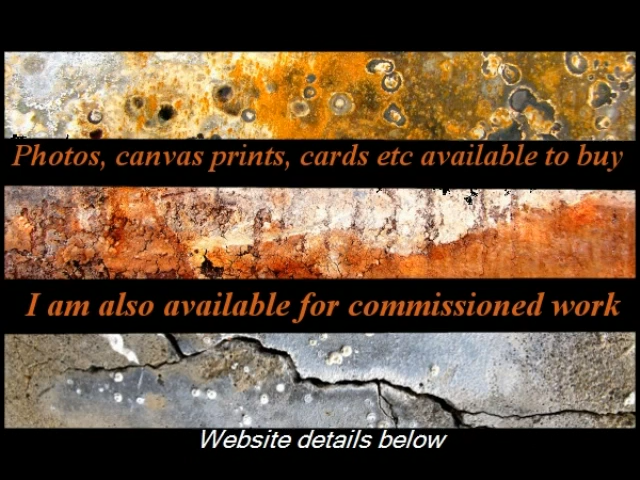 Photos, canvas prints, cards etc available to buy
I am also available for commissioned work
Website details below